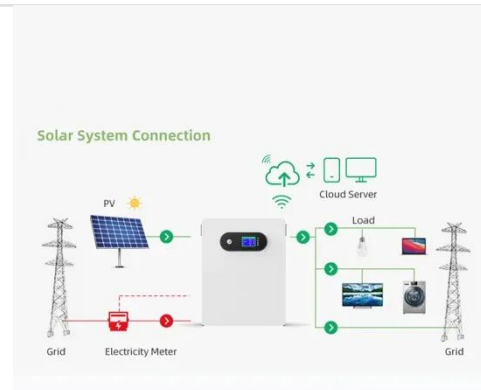 Solar System Connection
Cloud Server
PV
Load
Grid
Electricity Meter
Grid